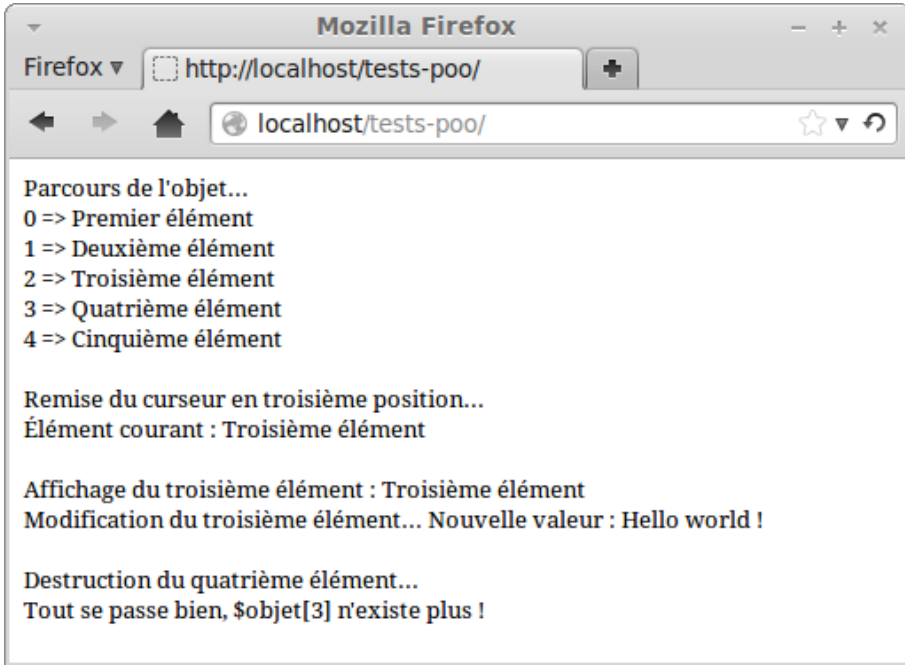 Mozilla Firefox
Firefox
http://localhost/tests-poo/
localhost/tests-poo/
Parcours de l'objet...
0 => Premier élément
1 => Deuxième élément
2 => Troisième élément
3 => Quatrième élément
4 => Cinquième élément
Remise du curseur en troisième position...
Élément courant : Troisième élément
Affichage du troisième élément : Troisième élément
Modification du troisième élément... Nouvelle valeur : Hello world !
Destruction du quatrième élément...
Tout se passe bien, $objet[3] n'existe plus !